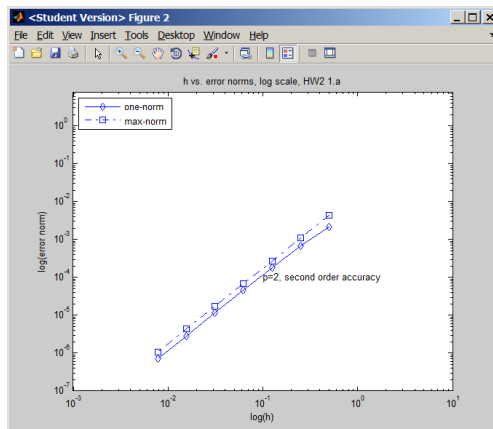 <Student Version> Figure 2
File Edit View Insert Tools Desktop Window Help
h vs. error norms, log scale, HW2 1.a
one-norm
max-norm
10^0
10^-1
10^-2
10^-3
10^-4
10^-5
10^-6
10^-7
log(error norm)
p=2, second order accuracy
10^-3 10^-2 10^-1 10^0 10^1
log(h)